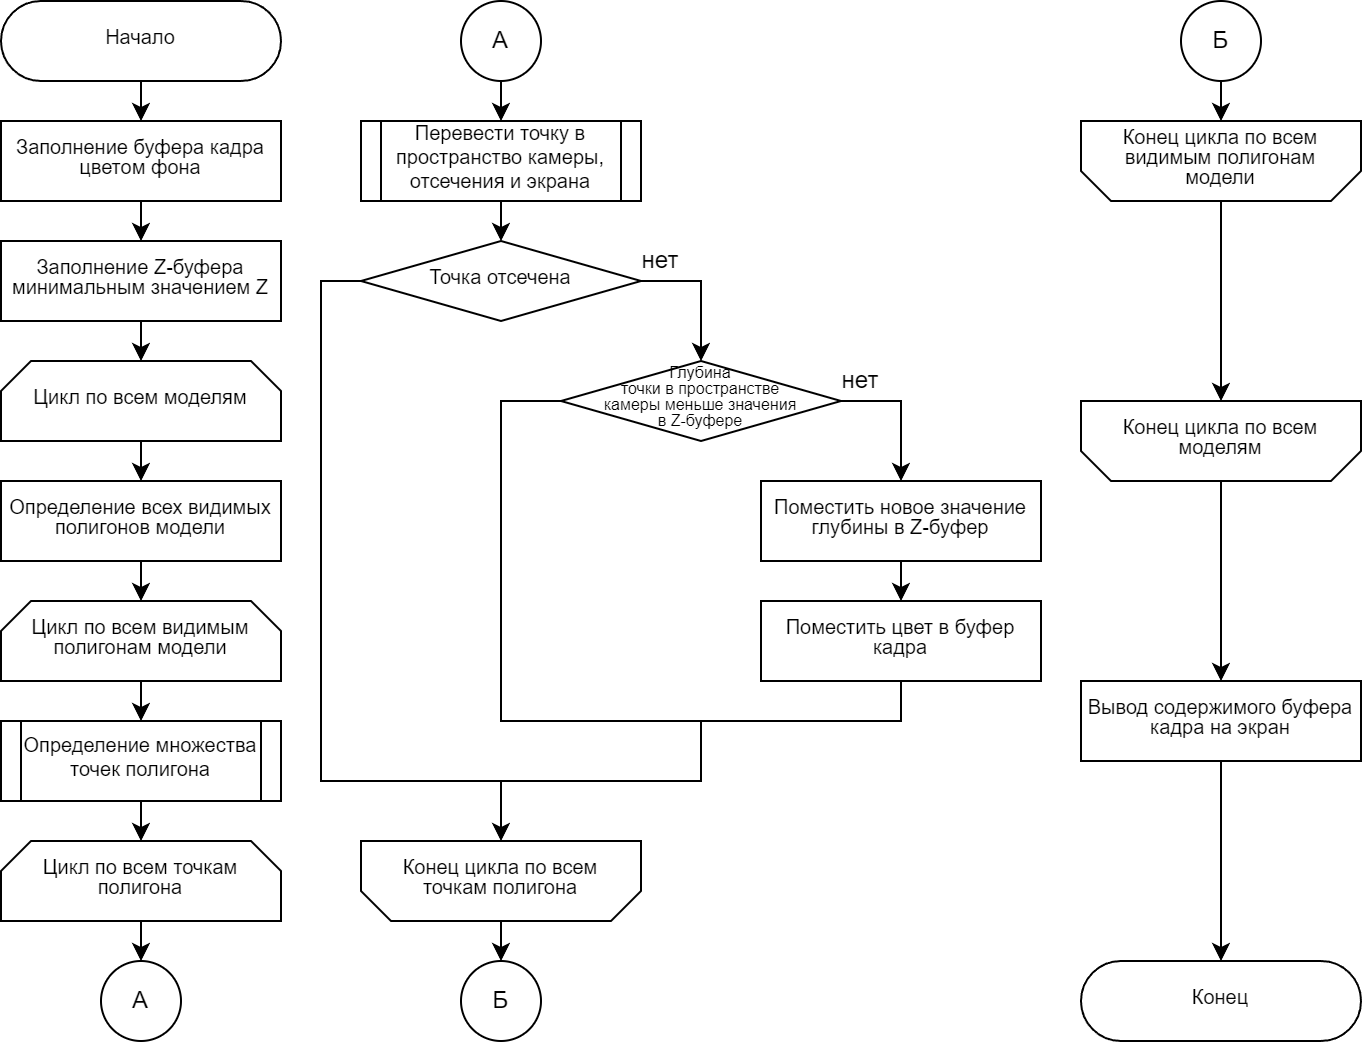 Начало
Заполнение буфера кадра
цветом фона
Заполнение Z-буфера
минимальным значением Z
Цикл по всем моделям
Определение всех видимых
полигонов модели
Цикл по всем видимым
полигонам модели
Определение множества
точек полигона
Цикл по всем точкам
полигона
А
А
Перевести точку в
пространство камеры,
отсечения и экрана
Точка отсечена
нет
Глубина
точки в пространстве
камеры меньше значения
в Z-буфере
нет
Поместить новое значение
глубины в Z-буфер
Поместить цвет в буфер
кадра
Конец цикла по всем
точкам полигона
Б
Б
Конец цикла по всем
видимым полигонам
модели
Конец цикла по всем
моделям
Вывод содержимого буфера
кадра на экран
Конец